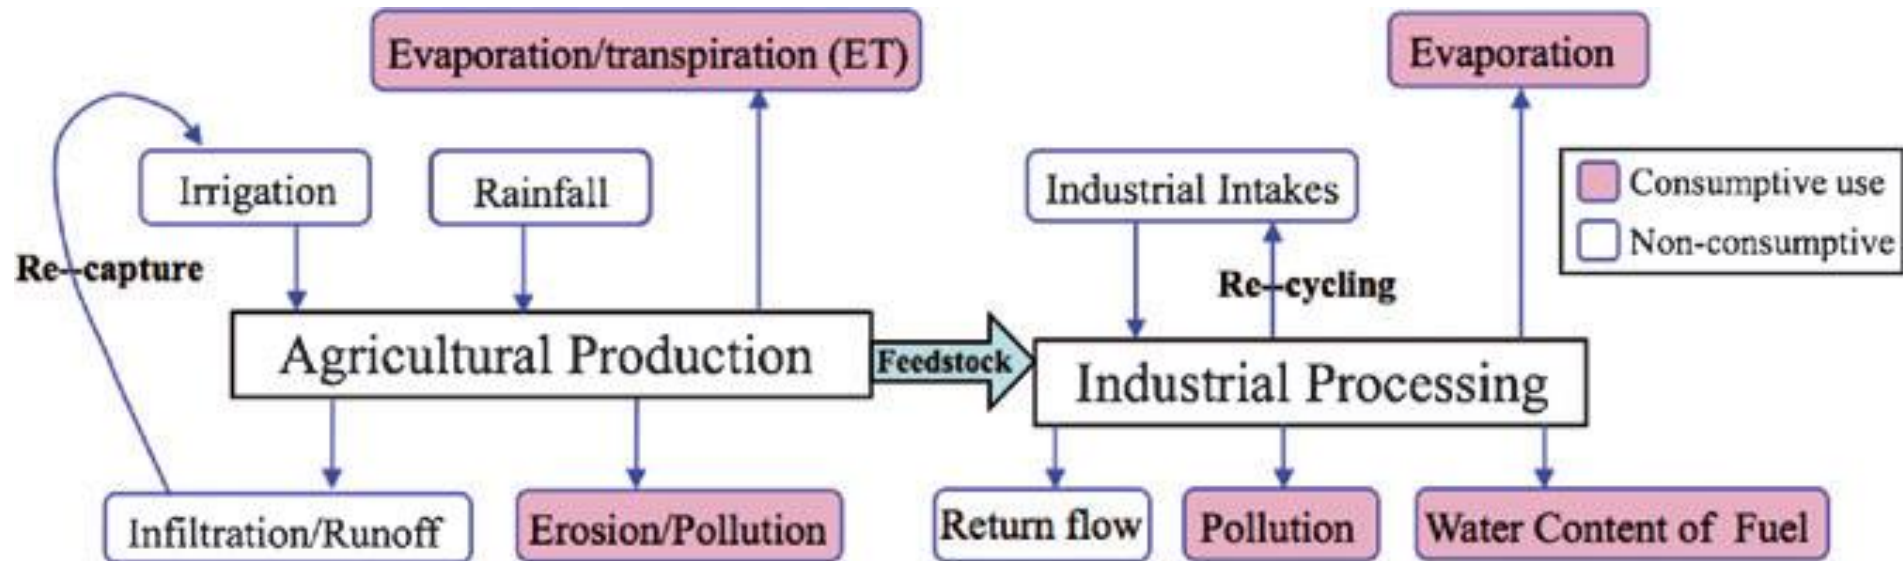 Evaporation/transpiration (ET)
Evaporation
Irrigation
Rainfall
Industrial Intakes
Consumptive use
Non-consumptive
Re-capture
Re-cycling
Agricultural Production
Feedstock
Industrial Processing
Infiltration/Runoff
Erosion/Pollution
Return flow
Pollution
Water Content of Fuel